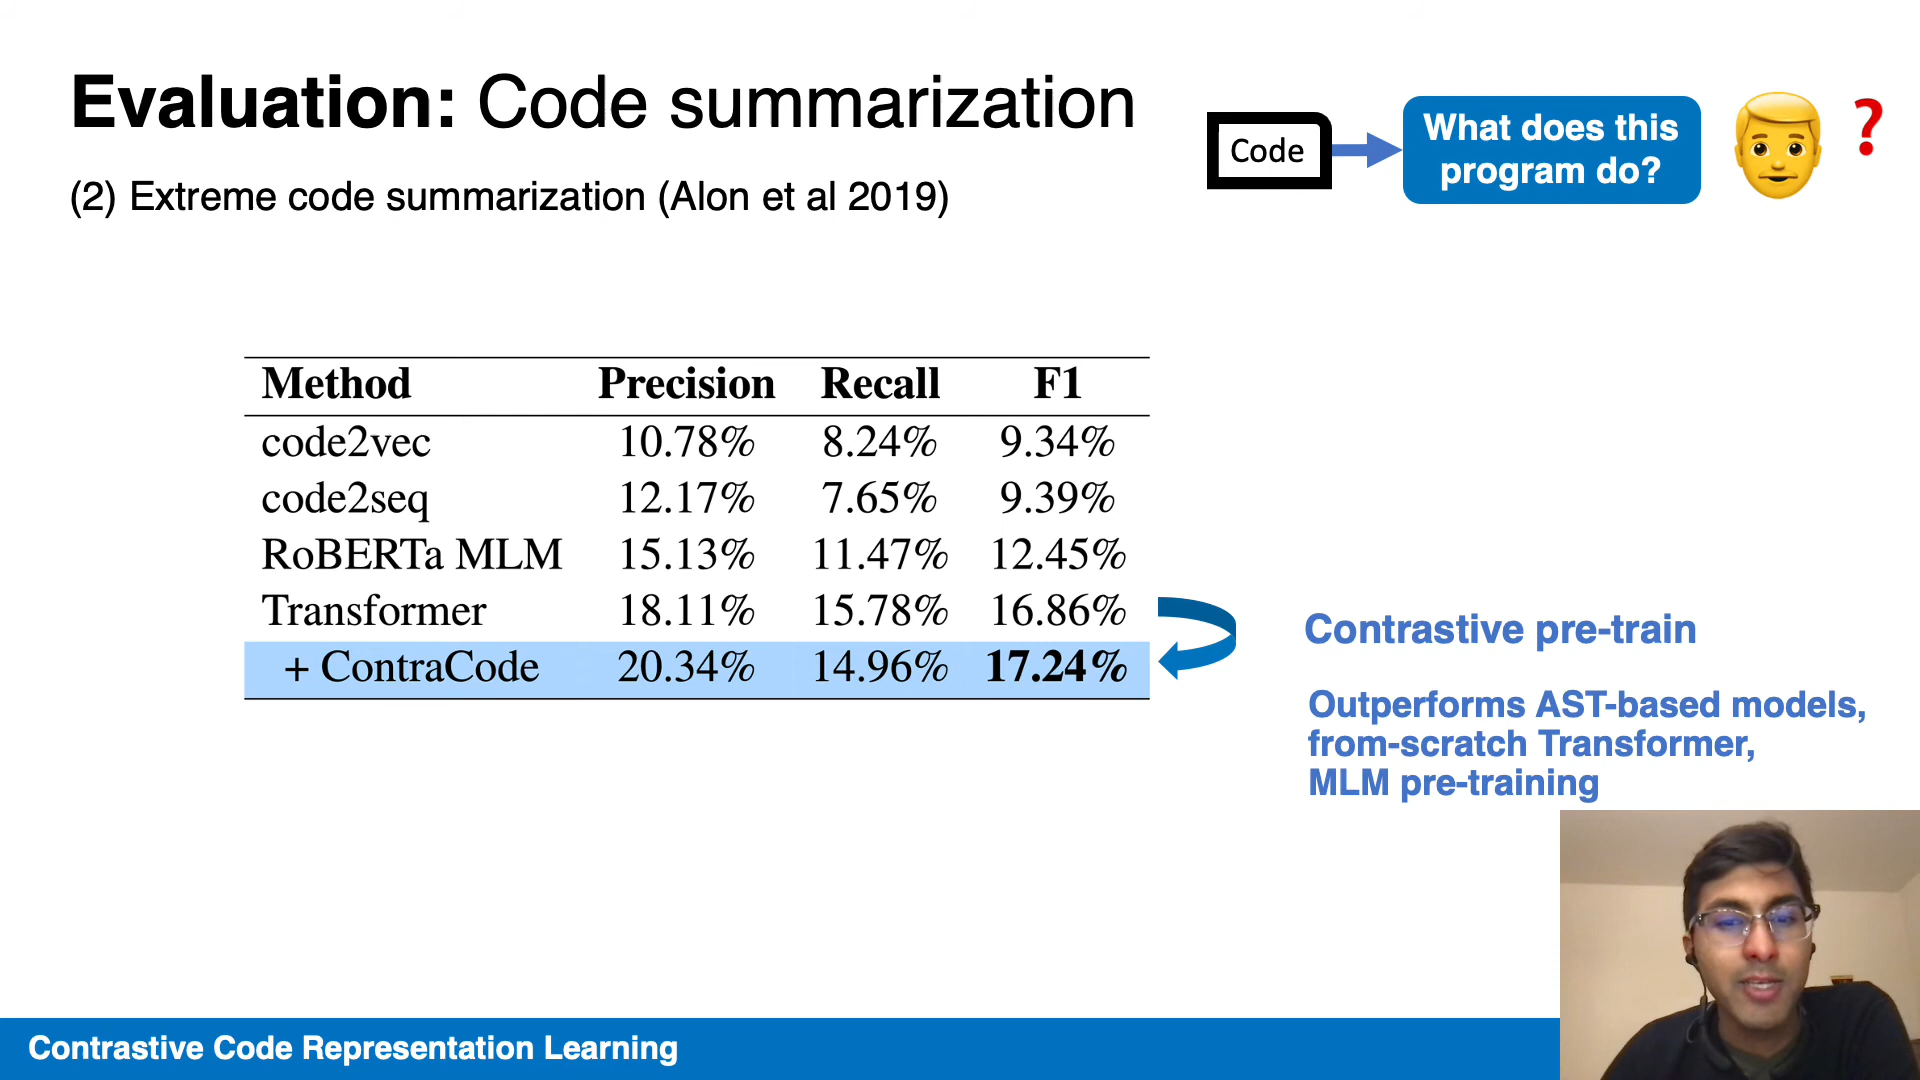 Evaluation: Code summarization
(2) Extreme code summarization (Alon et al 2019)
Code
What does this
program do?
❓
Method Precision Recall F1
code2vec 10.78% 8.24% 9.34%
code2seq 12.17% 7.65% 9.39%
RoBERTa MLM 15.13% 11.47% 12.45%
Transformer 18.11% 15.78% 16.86%
+ ContraCode 20.34% 14.96% 17.24%
Contrastive pre-train
Outperforms AST-based models,
from-scratch Transformer,
MLM pre-training
Contrastive Code Representation Learning